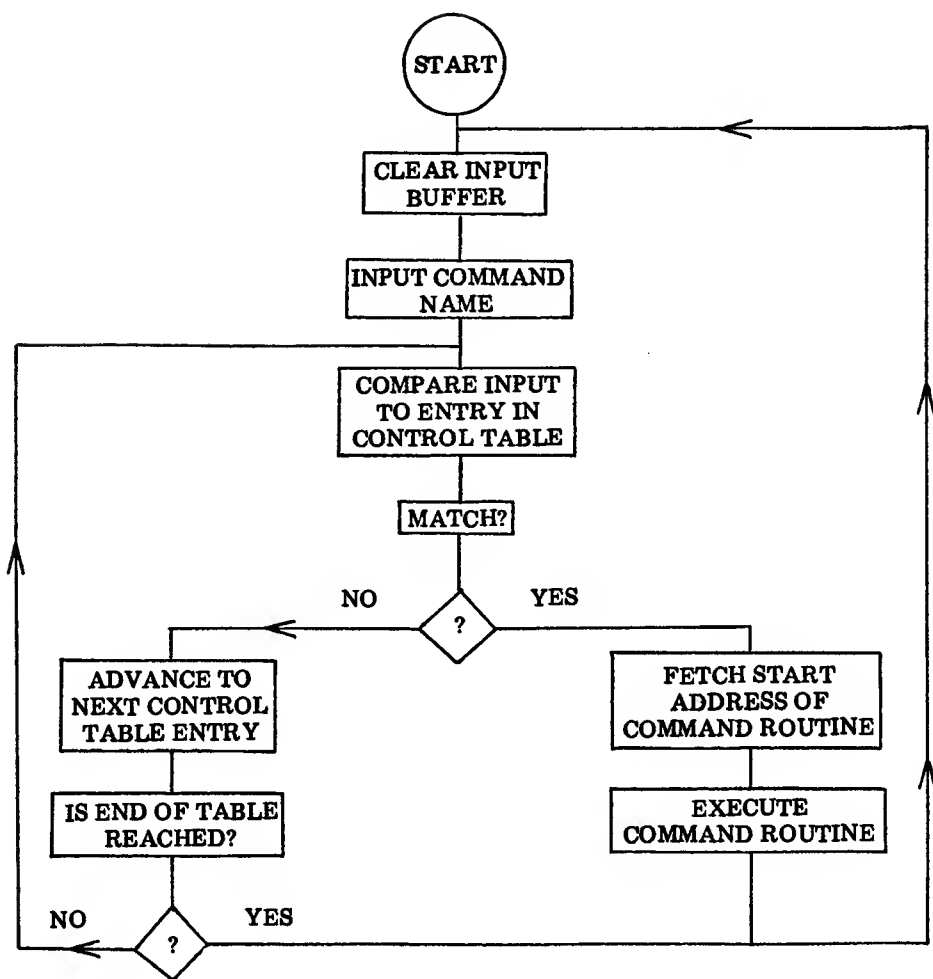 START
CLEAR INPUT
BUFFER
INPUT COMMAND
NAME
COMPARE INPUT
TO ENTRY IN
CONTROL TABLE
MATCH?
NO
YES
?
ADVANCE TO
NEXT CONTROL
TABLE ENTRY
FETCH START
ADDRESS OF
COMMAND ROUTINE
IS END OF TABLE
REACHED?
EXECUTE
COMMAND ROUTINE
NO
YES
?